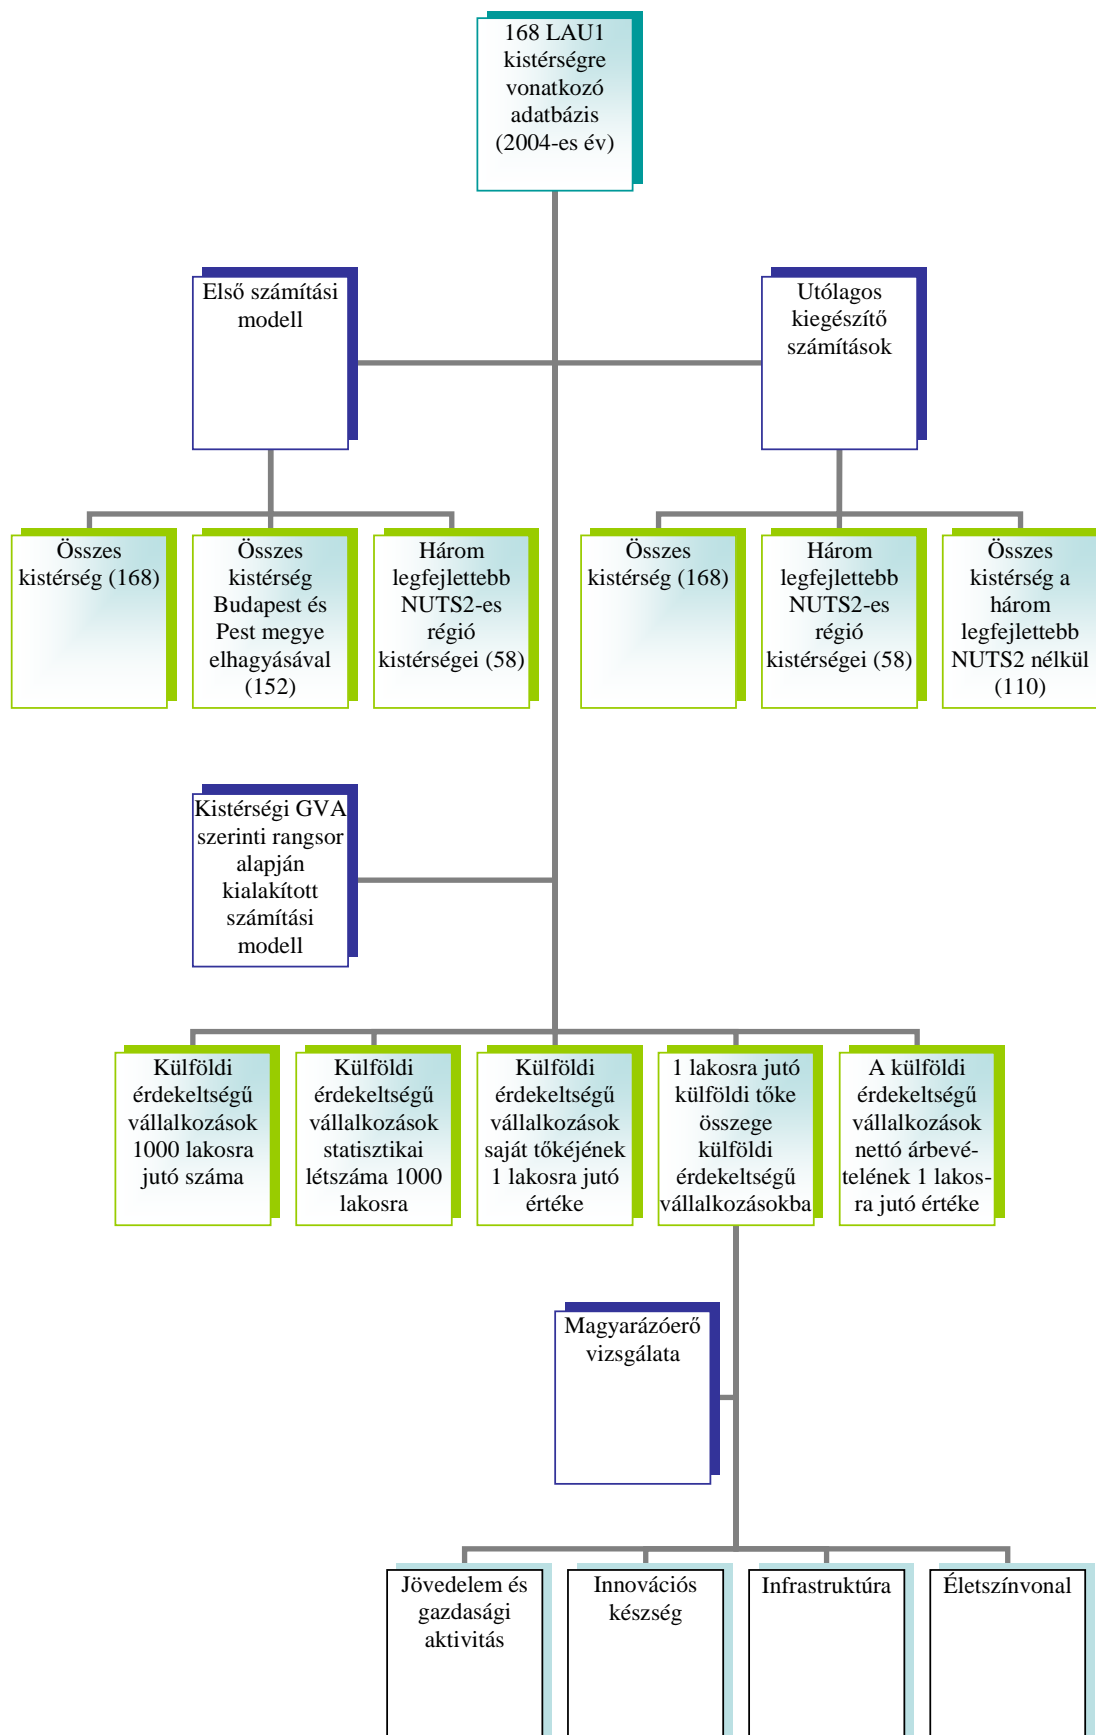 168 LAU1
kistérségre
vonatkozó
adatbázis
(2004-es év)
Első számítási
modell
Utólagos
kiegészítő
számítások
Összes
kistérség (168)
Összes
kistérség
Budapest és
Pest megye
elhagyásával
(152)
Három
legfejlettebb
NUTS2-es
régió
kistérségei (58)
Összes
kistérség (168)
Három
legfejlettebb
NUTS2-es
régió
kistérségei (58)
Összes
kistérség a
három
legfejlettebb
NUTS2 nélkül
(110)
Kistérségi GVA
szerinti rangsor
alapján
kialakított
számítási
modell
Külföldi
érdekeltségű
vállalkozások
1000 lakosra
jutó száma
Külföldi
érdekeltségű
vállalkozások
statisztikai
létszáma 1000
lakosra
Külföldi
érdekeltségű
vállalkozások
saját tőkéjének
1 lakosra jutó
értéke
1 lakosra jutó
külföldi tőke
összege
külföldi
érdekeltségű
vállalkozásokba
A külföldi
érdekeltségű
vállalkozások
nettó árbevé-
telének 1 lakos-
ra jutó értéke
Magyarázóerő
vizsgálata
Jövedelem és
gazdasági
aktivitás
Innovációs
készség
Infrastruktúra
Életszínvonal